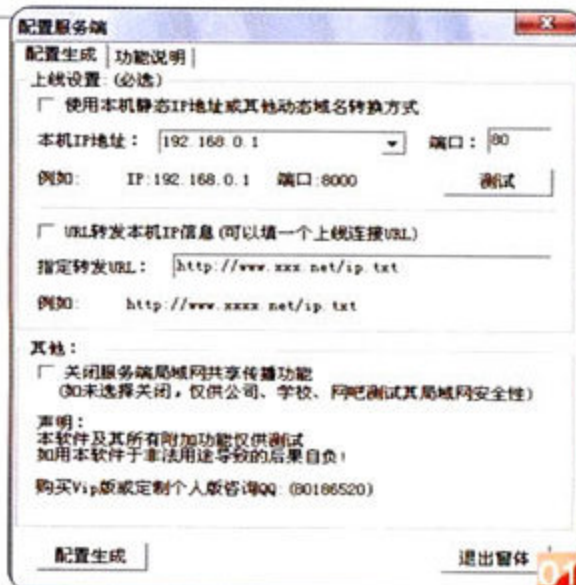 配置服务端
配置生成 功能说明
上线设置:(必选)
使用本机静态IP地址或其他动态域名转换方式
本机IP地址: 192.168.0.1 端口: 80
例如: IP:192.168.0.1 端口:8000 测试
URL转发本机IP信息(可以填一个上线连接URL)
指定转发URL: http://www.xxx.net/ip.txt
例如: http://www.xxxx.net/ip.txt
其他:
关闭服务端局域网共享传播功能
(如未选择关闭,仅供公司、学校、网吧测试其局域网安全性)
声明:
本软件及其所有附加功能仅供测试
如用本软件于非法用途导致的后果自负!
购买Vip版或定制个人版咨询QQ:(80186520)
配置生成 退出窗体
01